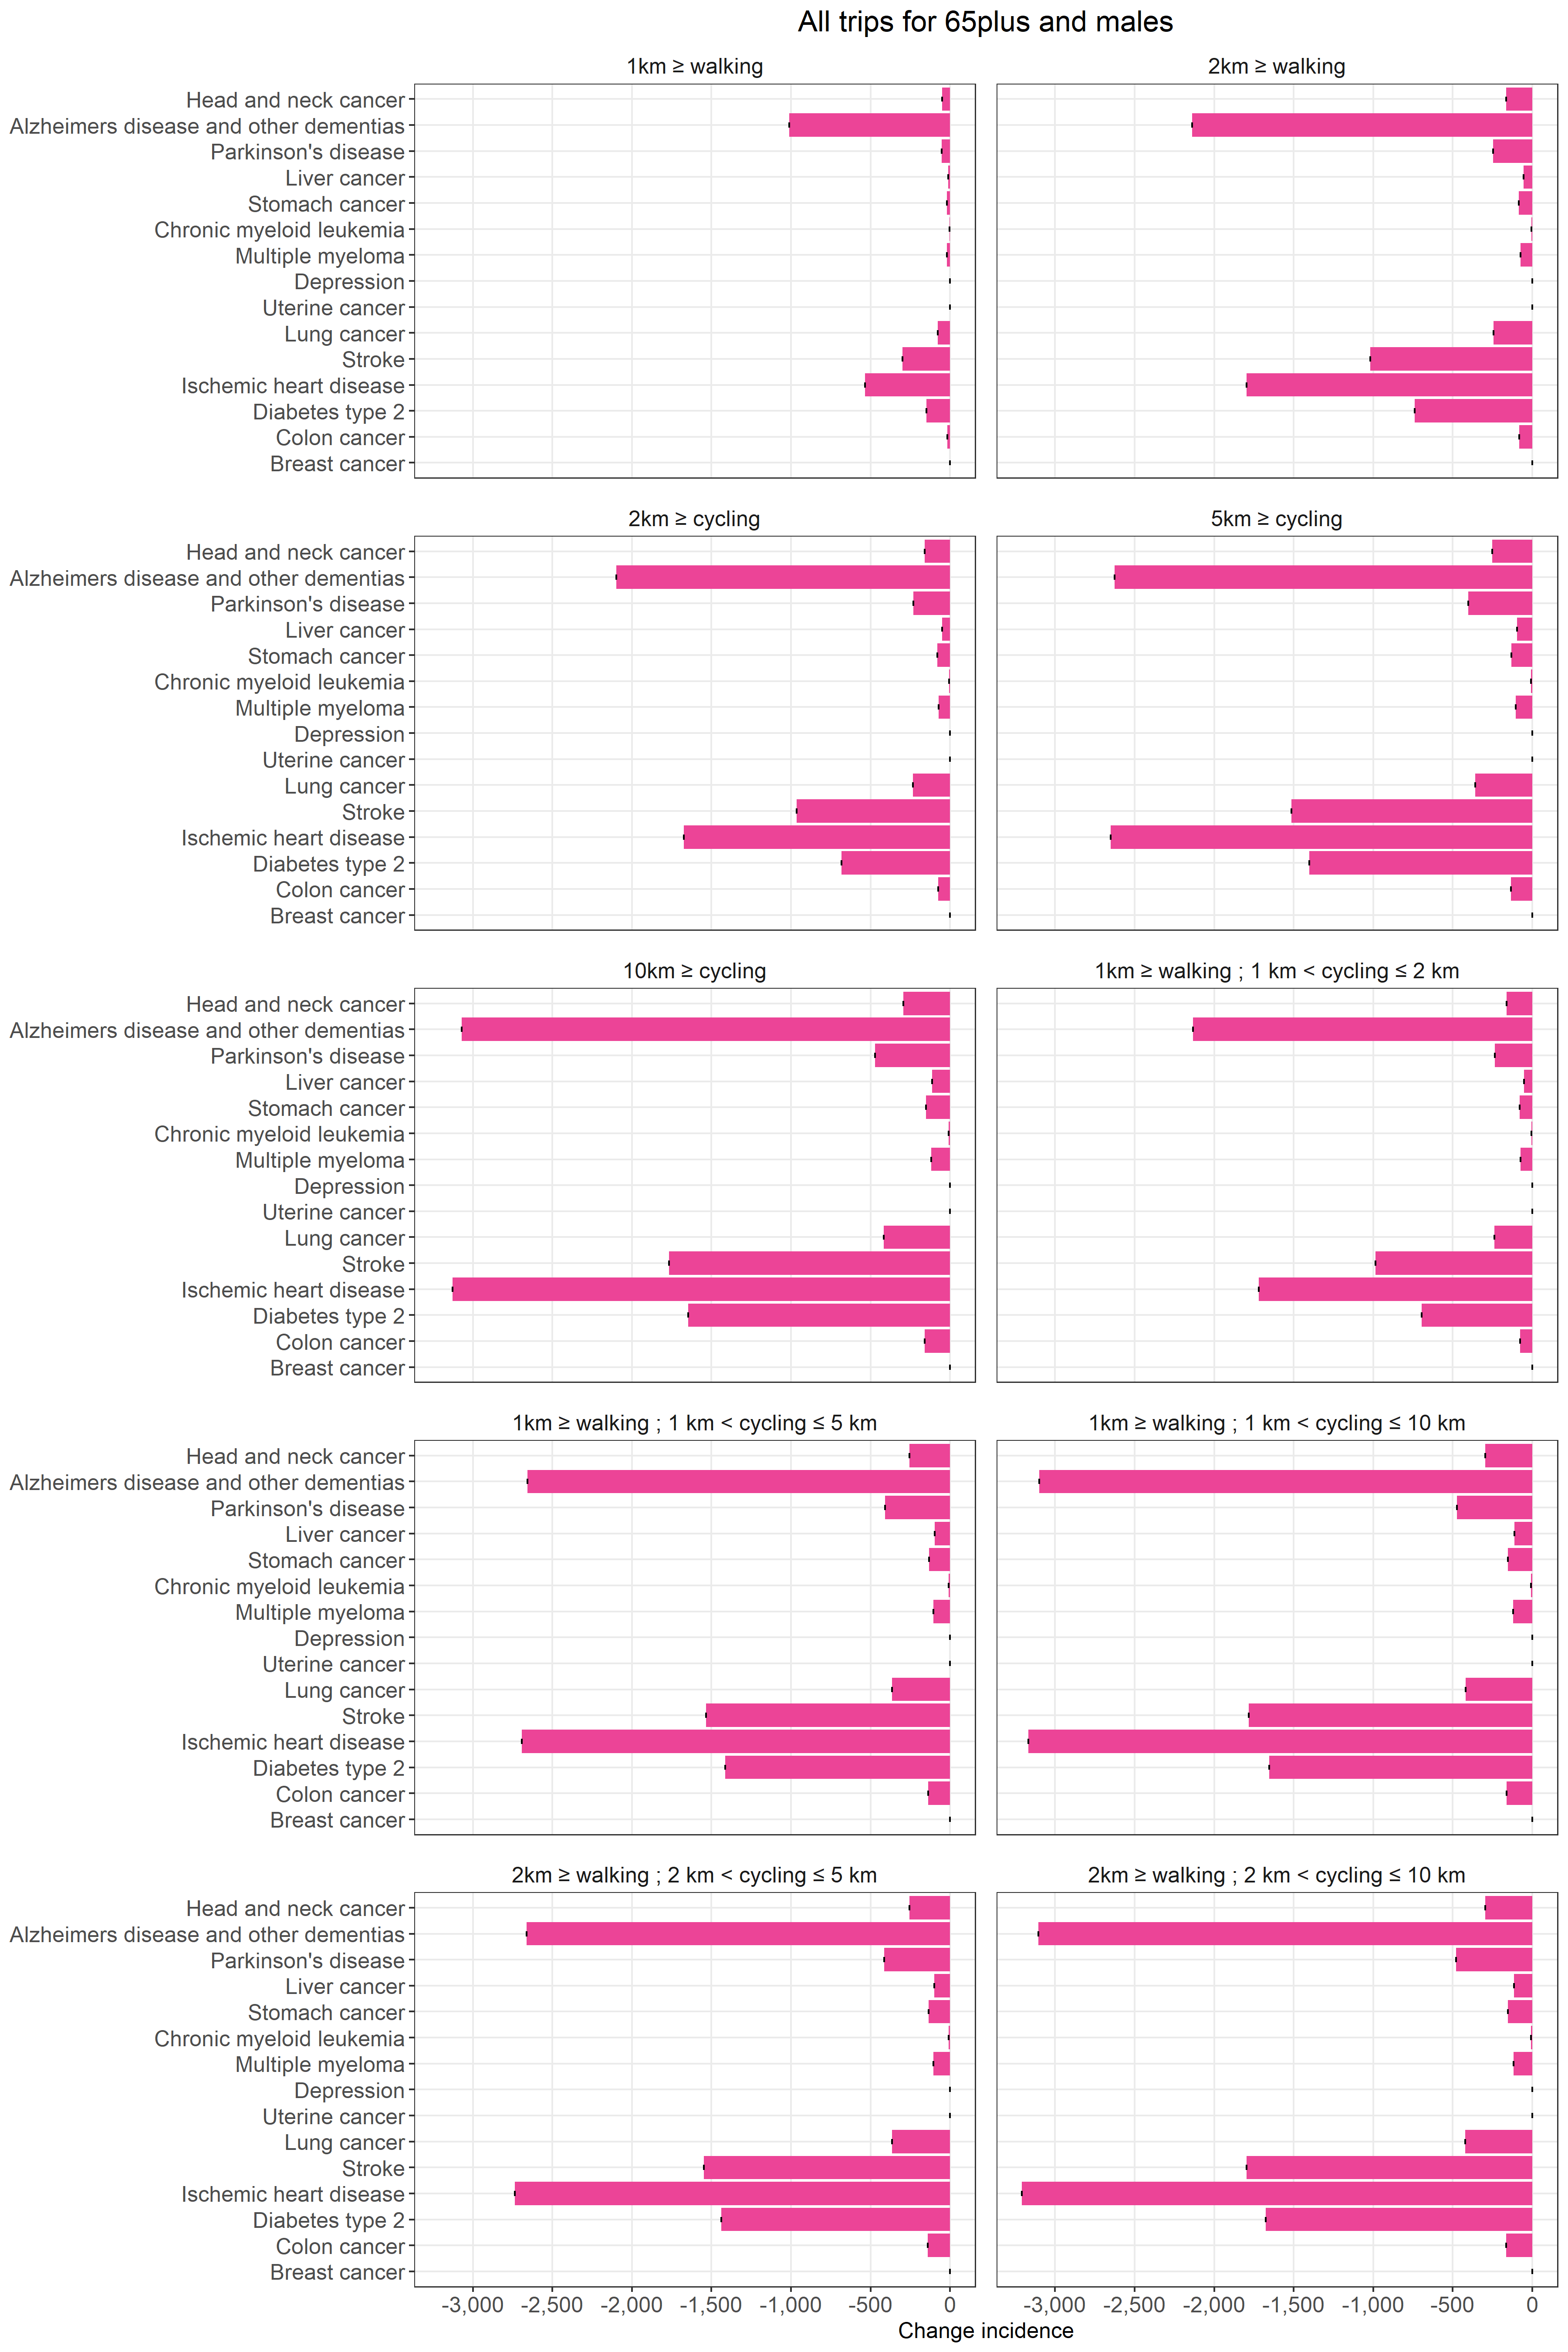 All trips for 65plus and males
1km ≥ walking
2km ≥ walking
Head and neck cancer
Alzheimers disease and other dementias
Parkinson's disease
Liver cancer
Stomach cancer
Chronic myeloid leukemia
Multiple myeloma
Depression
Uterine cancer
Lung cancer
Stroke
Ischemic heart disease
Diabetes type 2
Colon cancer
Breast cancer
2km ≥ cycling
5km ≥ cycling
Head and neck cancer
Alzheimers disease and other dementias
Parkinson's disease
Liver cancer
Stomach cancer
Chronic myeloid leukemia
Multiple myeloma
Depression
Uterine cancer
Lung cancer
Stroke
Ischemic heart disease
Diabetes type 2
Colon cancer
Breast cancer
10km ≥ cycling
1km ≥ walking ; 1 km < cycling ≤ 2 km
Head and neck cancer
Alzheimers disease and other dementias
Parkinson's disease
Liver cancer
Stomach cancer
Chronic myeloid leukemia
Multiple myeloma
Depression
Uterine cancer
Lung cancer
Stroke
Ischemic heart disease
Diabetes type 2
Colon cancer
Breast cancer
1km ≥ walking ; 1 km < cycling ≤ 5 km
1km ≥ walking ; 1 km < cycling ≤ 10 km
Head and neck cancer
Alzheimers disease and other dementias
Parkinson's disease
Liver cancer
Stomach cancer
Chronic myeloid leukemia
Multiple myeloma
Depression
Uterine cancer
Lung cancer
Stroke
Ischemic heart disease
Diabetes type 2
Colon cancer
Breast cancer
2km ≥ walking ; 2 km < cycling ≤ 5 km
2km ≥ walking ; 2 km < cycling ≤ 10 km
Head and neck cancer
Alzheimers disease and other dementias
Parkinson's disease
Liver cancer
Stomach cancer
Chronic myeloid leukemia
Multiple myeloma
Depression
Uterine cancer
Lung cancer
Stroke
Ischemic heart disease
Diabetes type 2
Colon cancer
Breast cancer
-3,000 -2,500 -2,000 -1,500 -1,000 -500 0
-3,000 -2,500 -2,000 -1,500 -1,000 -500 0
Change incidence